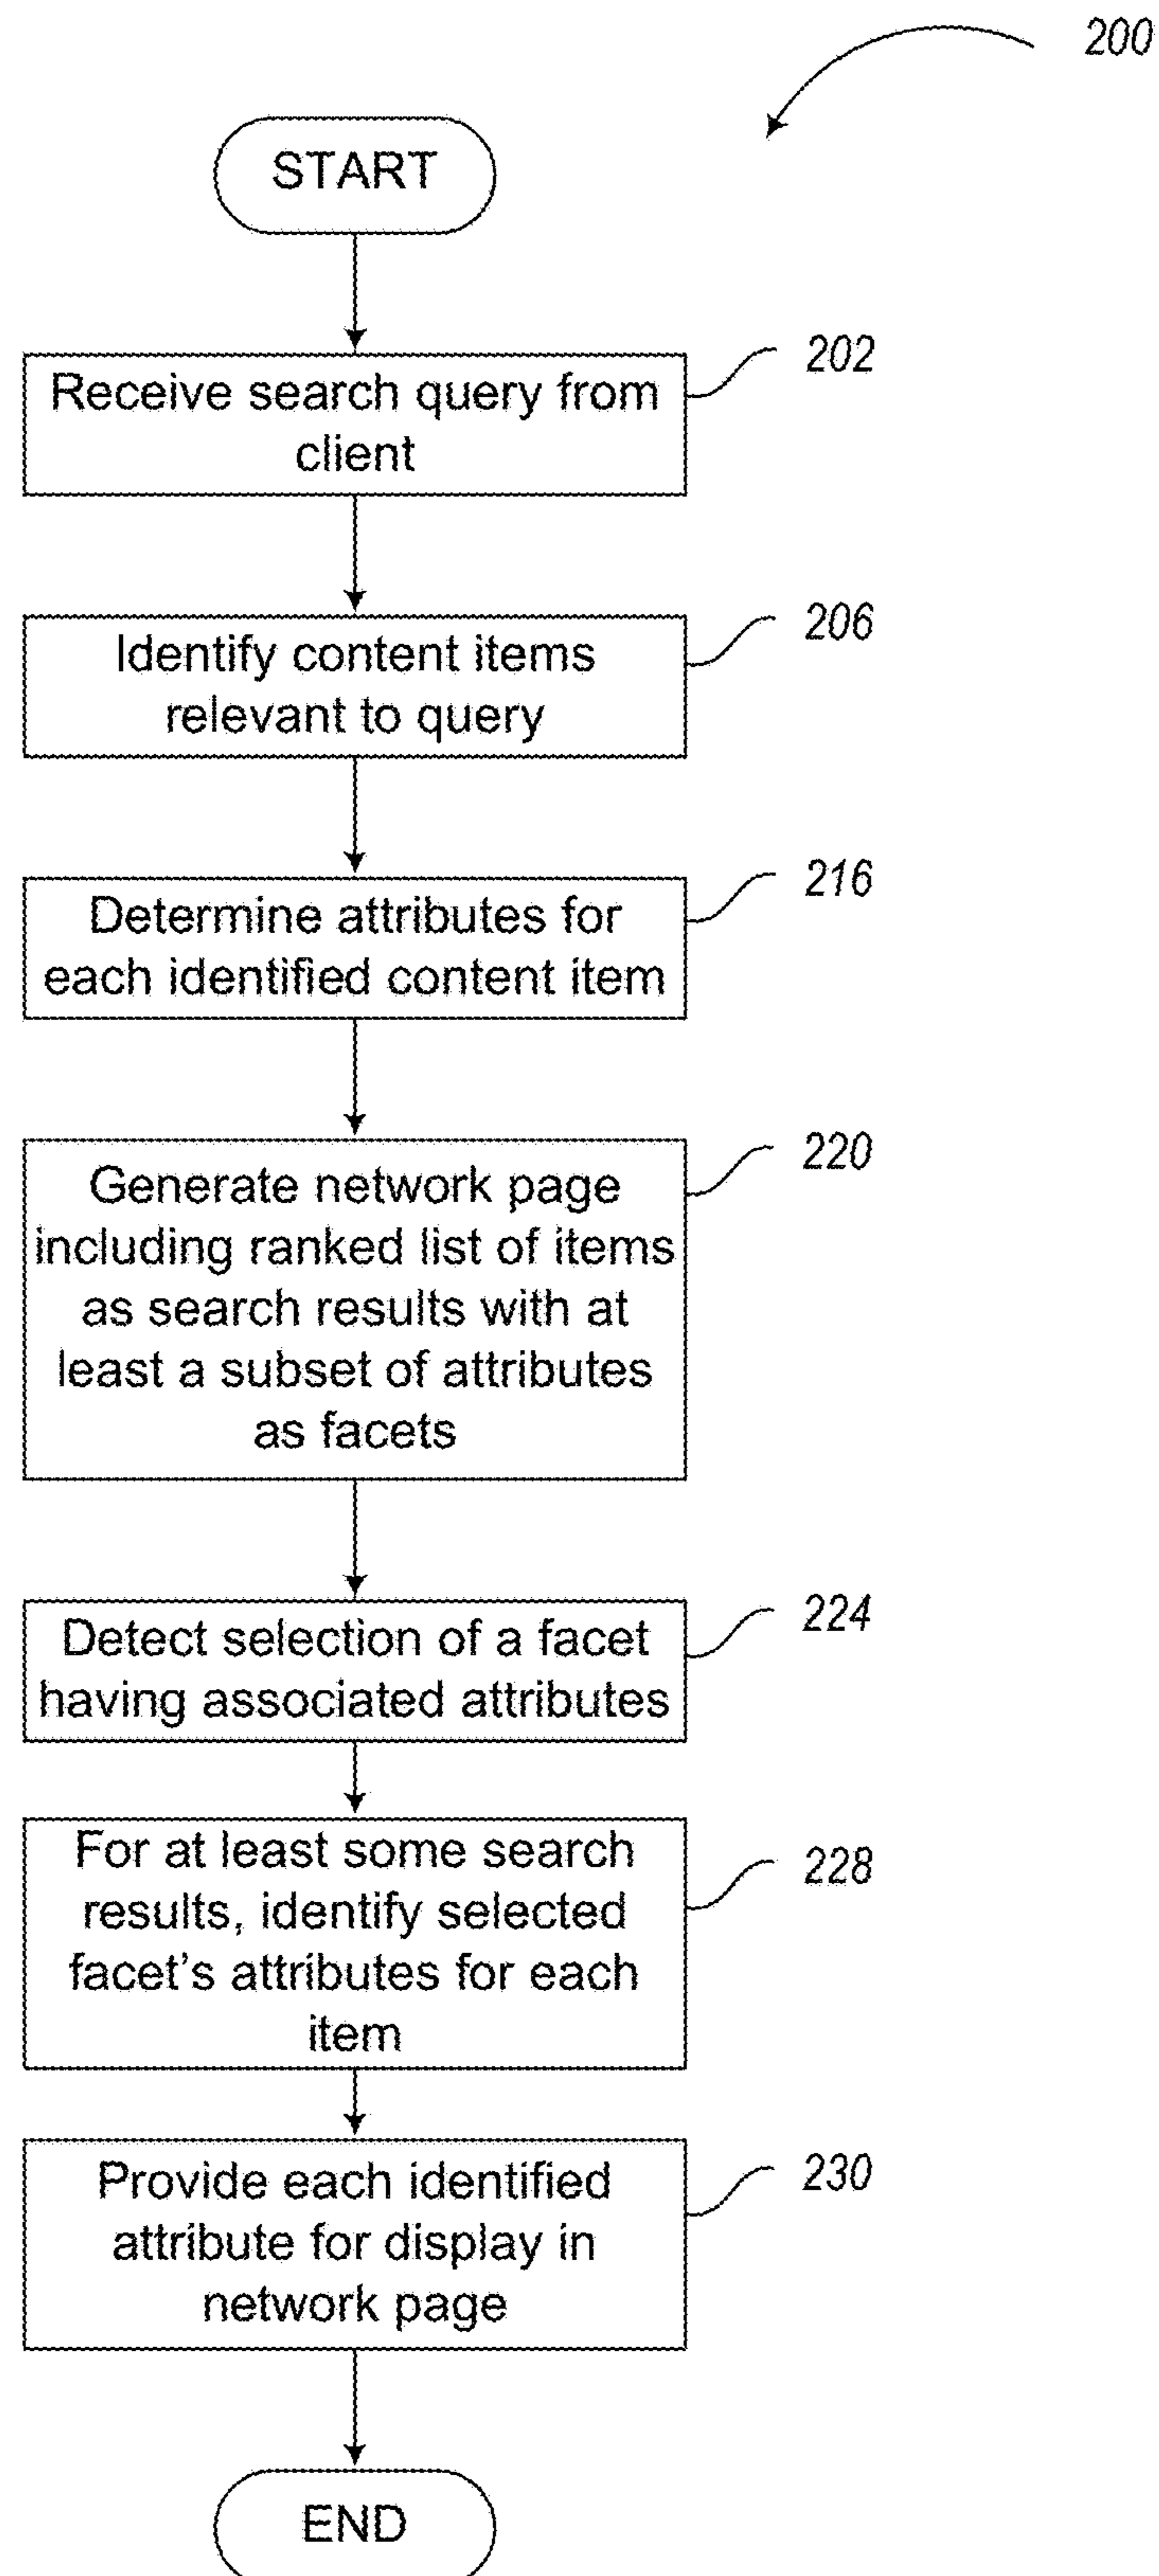 200
START
202
Receive search query from
client
206
Identify content items
relevant to query
216
Determine attributes for
each identified content item
220
Generate network page
including ranked list of items
as search results with at
least a subset of attributes
as facets
224
Detect selection of a facet
having associated attributes
228
For at least some search
results, identify selected
facet's attributes for each
item
230
Provide each identified
attribute for display in
network page
END